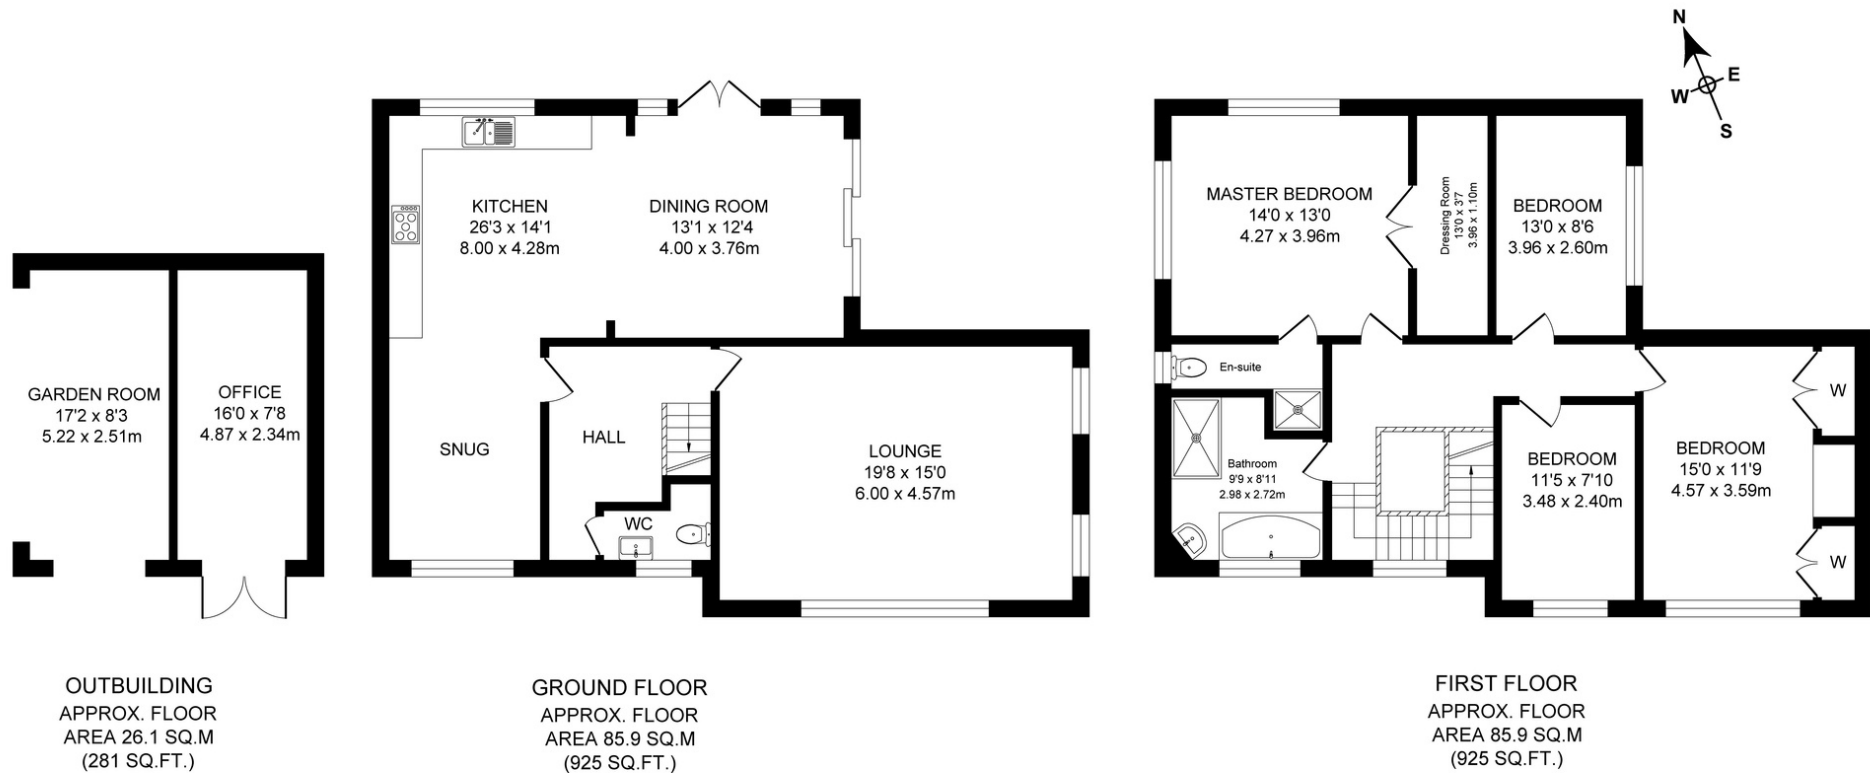 N
W
E
S
GARDEN ROOM
17'2 x 8'3
5.22 x 2.51m
OFFICE
16'0 x 7'8
4.87 x 2.34m
OUTBUILDING
APPROX. FLOOR
AREA 26.1 SQ.M
(281 SQ.FT.)
KITCHEN
26'3 x 14'1
8.00 x 4.28m
DINING ROOM
13'1 x 12'4
4.00 x 3.76m
SNUG
HALL
WC
LOUNGE
19'8 x 15'0
6.00 x 4.57m
GROUND FLOOR
APPROX. FLOOR
AREA 85.9 SQ.M
(925 SQ.FT.)
MASTER BEDROOM
14'0 x 13'0
4.27 x 3.96m
Dressing Room
13'0 x 3'7
3.96 x 1.10m
BEDROOM
13'0 x 8'6
3.96 x 2.60m
En-suite
Bathroom
9'9 x 8'11
2.98 x 2.72m
BEDROOM
11'5 x 7'10
3.48 x 2.40m
BEDROOM
15'0 x 11'9
4.57 x 3.59m
W
W
FIRST FLOOR
APPROX. FLOOR
AREA 85.9 SQ.M
(925 SQ.FT.)